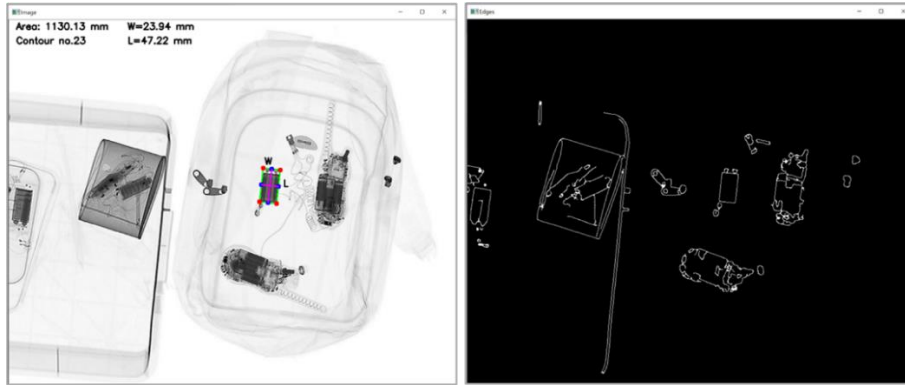 Image
Area: 1130.13 mm W=23.94 mm
Contour no.23 L=47.22 mm
W
L
Edges